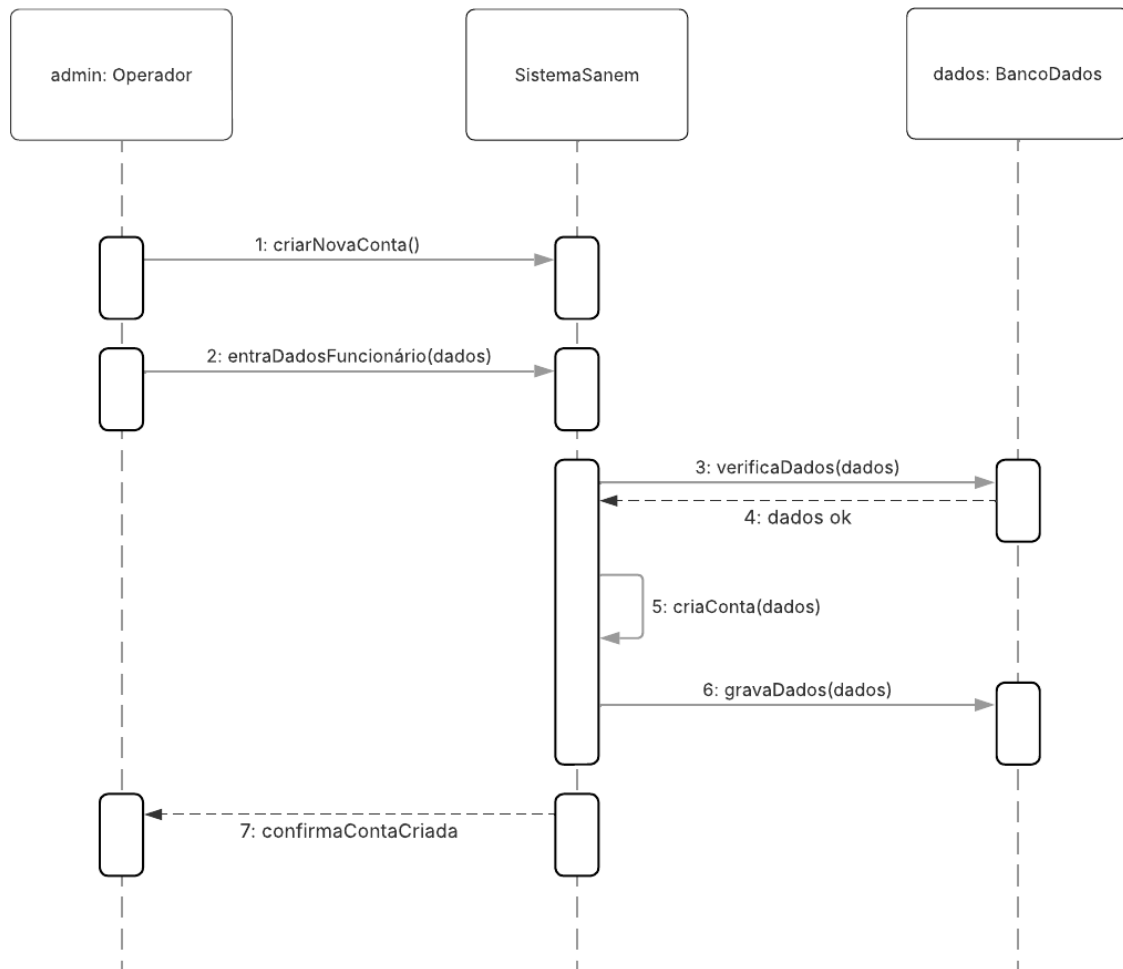 admin: Operador
SistemaSanem
dados: BancoDados
1: criarNovaConta()
2: entraDadosFuncionário(dados)
3: verificaDados(dados)
4: dados ok
5: criaConta(dados)
6: gravaDados(dados)
7: confirmaContaCriada